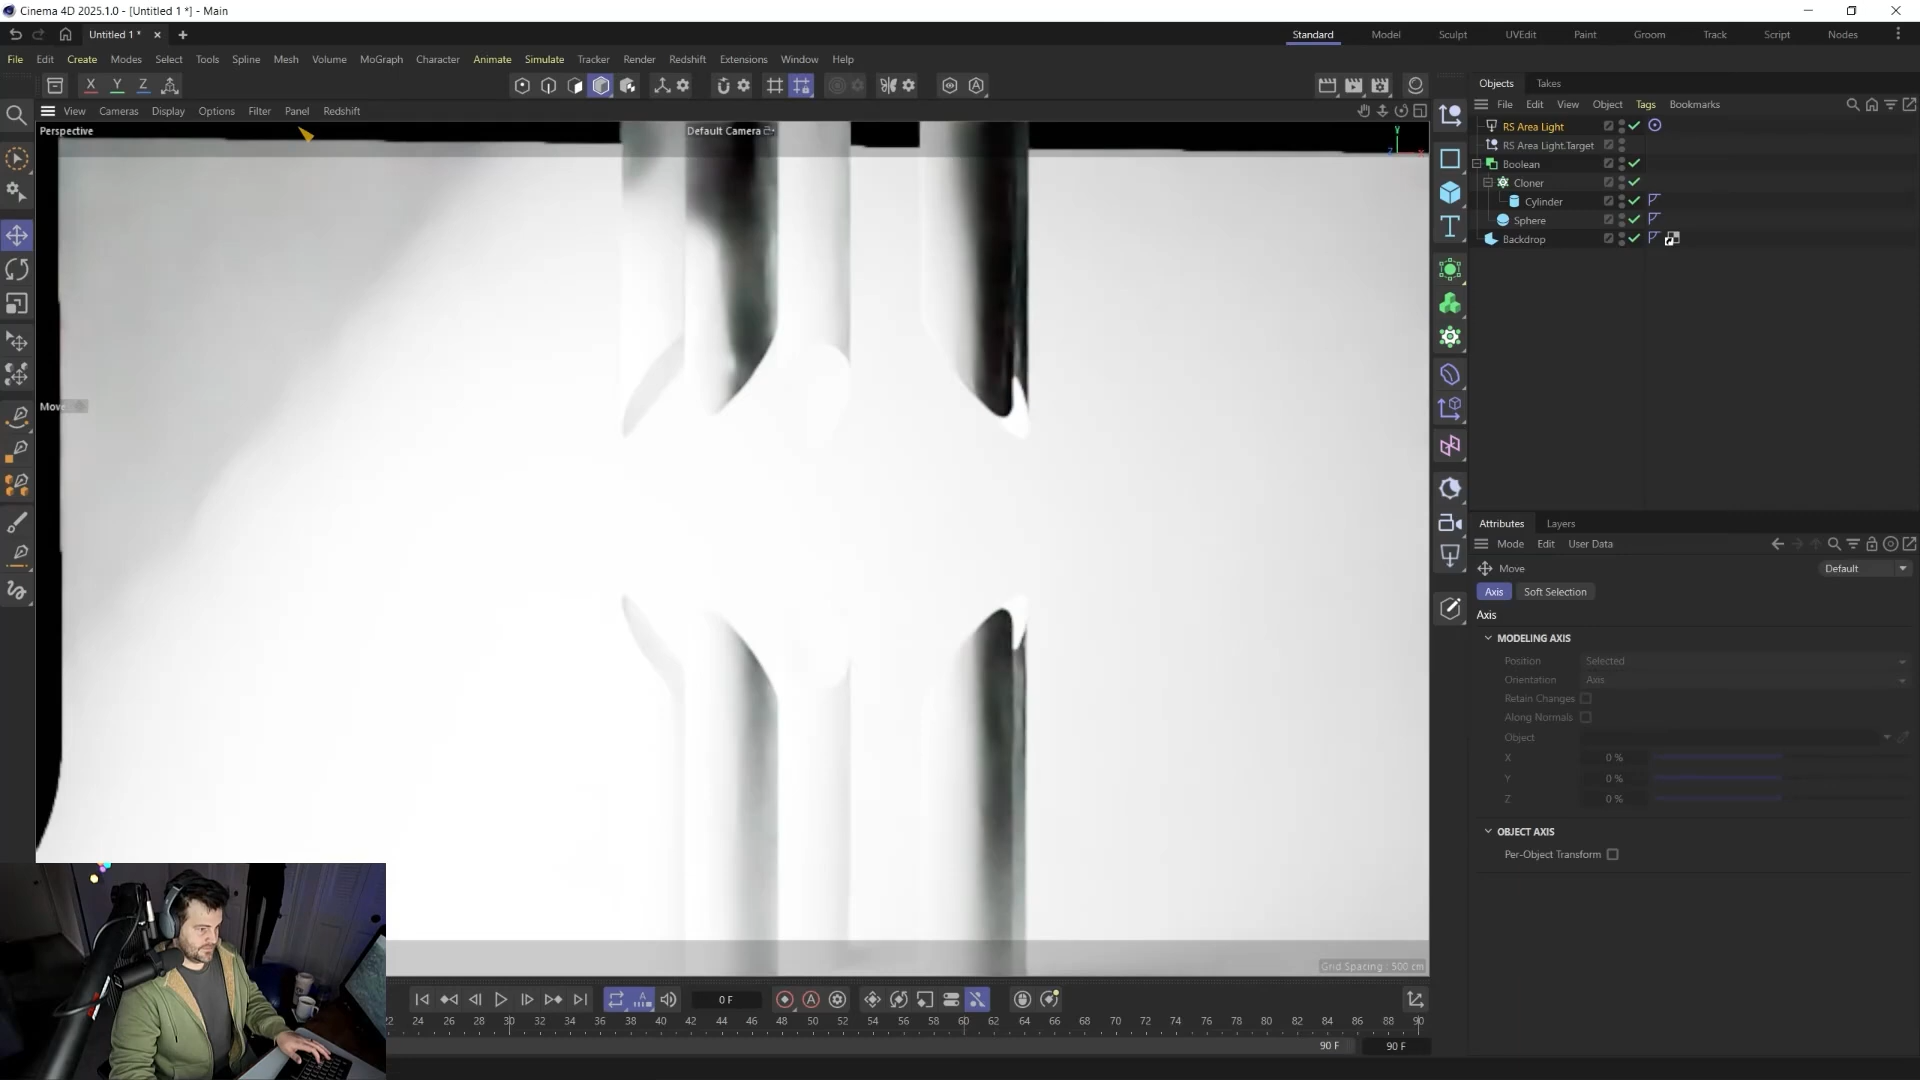 Cinema 4D 2025.1.0 - [Untitled 1 *] - Main
Untitled 1 *
Standard Model Sculpt UVEdit Paint Groom Track Script Nodes
File Edit Create Modes Select Tools Spline Mesh Volume MoGraph Character Animate Simulate Tracker Render Redshift Extensions Window Help
X Y Z
Objects Takes
View Cameras Display Options Filter Panel Redshift
File Edit View Object Tags Bookmarks
Perspective
Default Camera
Y
Z X
RS Area Light
RS Area Light.Target
Boolean
Cloner
Cylinder
Sphere
Backdrop
Move
Attributes Layers
Mode Edit User Data
Move
Default
Axis Soft Selection
Axis
MODELING AXIS
Position Selected
Orientation Axis
Retain Changes
Along Normals
Object
X 0 %
Y 0 %
Z 0 %
OBJECT AXIS
Per-Object Transform
Grid Spacing : 500 cm
0 F
22 24 26 28 30 32 34 36 38 40 42 44 46 48 50 52 54 56 58 60 62 64 66 68 70 72 74 76 78 80 82 84 86 88 90
90 F 90 F